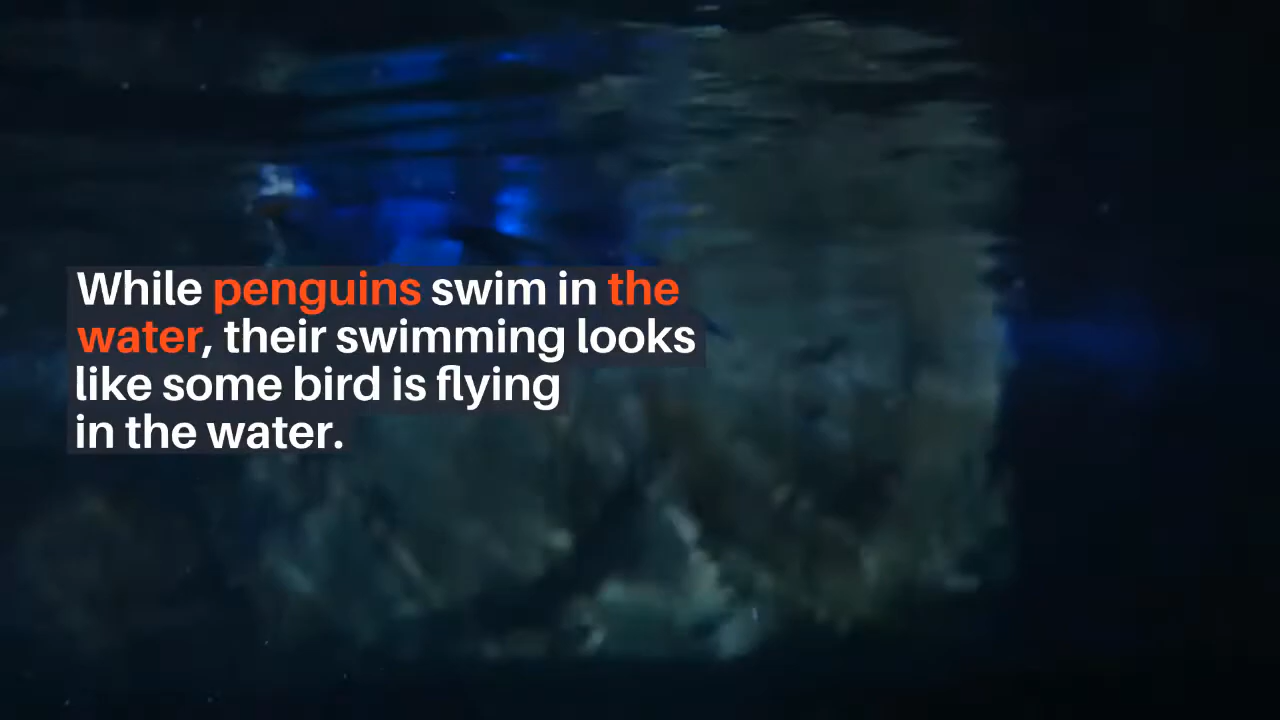 While penguins swim in the
water, their swimming looks
like some bird is flying
in the water.